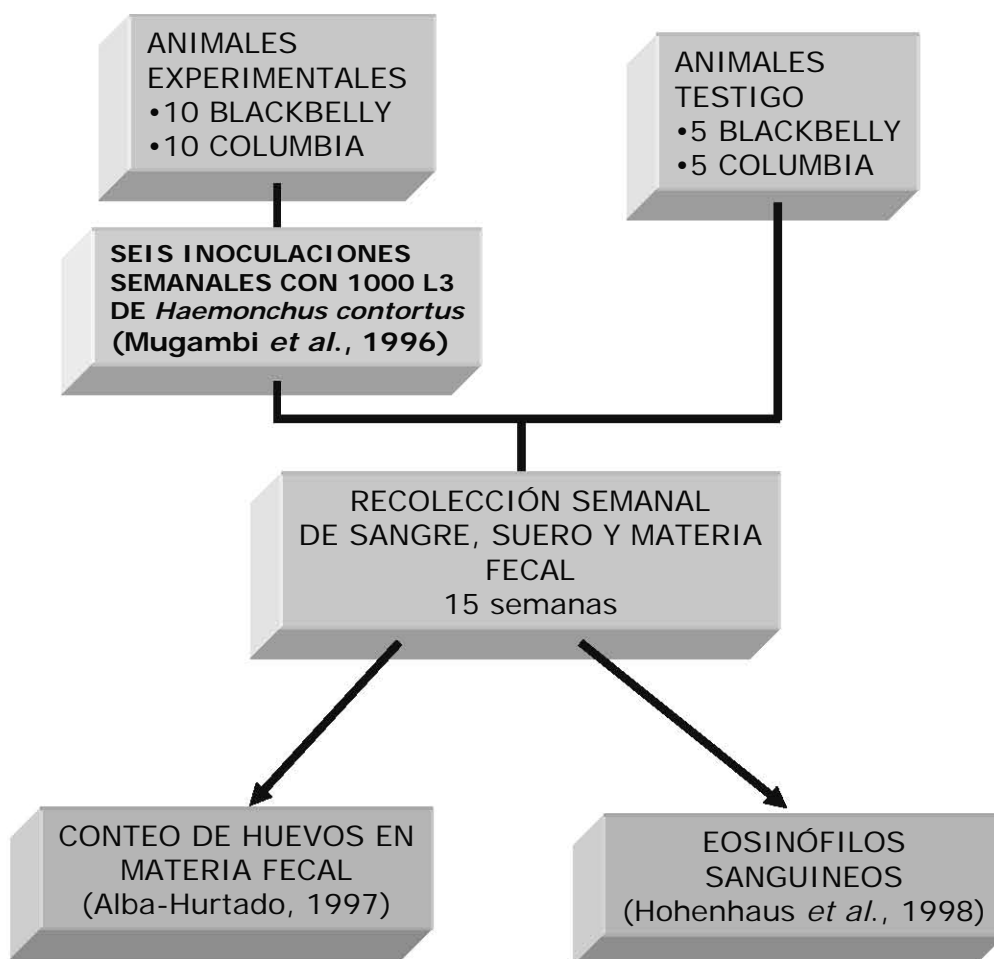 ANIMALES
EXPERIMENTALES
•10 BLACKBELLY
•10 COLUMBIA
ANIMALES
TESTIGO
•5 BLACKBELLY
•5 COLUMBIA
SEIS INOCULACIONES
SEMANALES CON 1000 L3
DE Haemonchus contortus
(Mugambi et al., 1996)
RECOLECCIÓN SEMANAL
DE SANGRE, SUERO Y MATERIA
FECAL
15 semanas
CONTEO DE HUEVOS EN
MATERIA FECAL
(Alba-Hurtado, 1997)
EOSINÓFILOS
SANGUINEOS
(Hohenhaus et al., 1998)